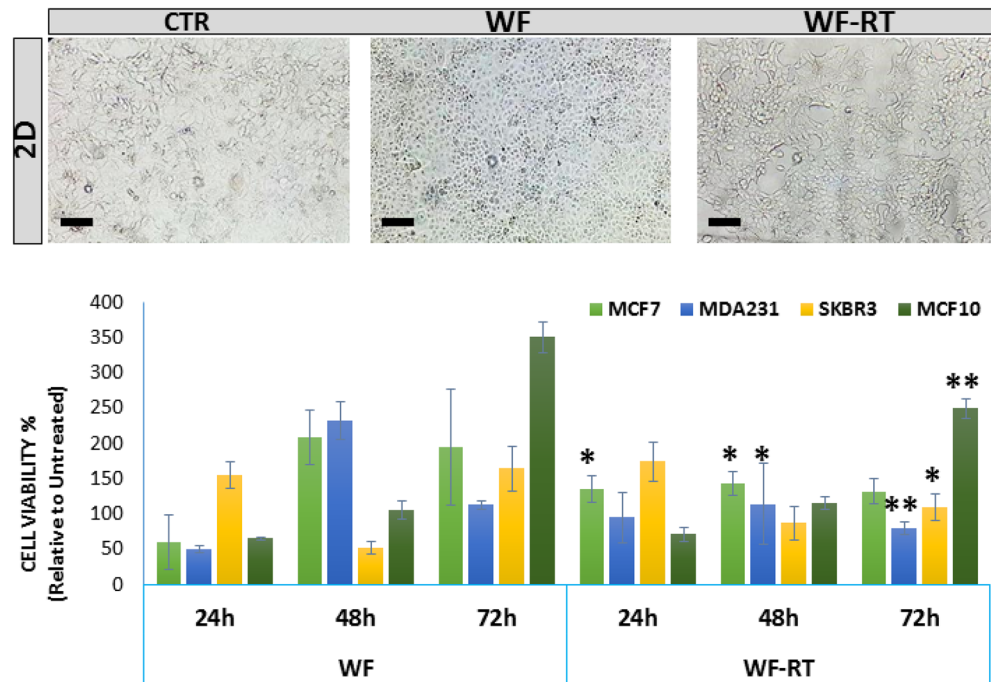 CTR WF WF-RT
2D
400 MCF7 MDA231 SKBR3 MCF10
350
300
250
200
150
100
50
0
CELL VIABILITY %
(Relative to Untreated)
* * * ** * **
24h 48h 72h 24h 48h 72h
WF WF-RT